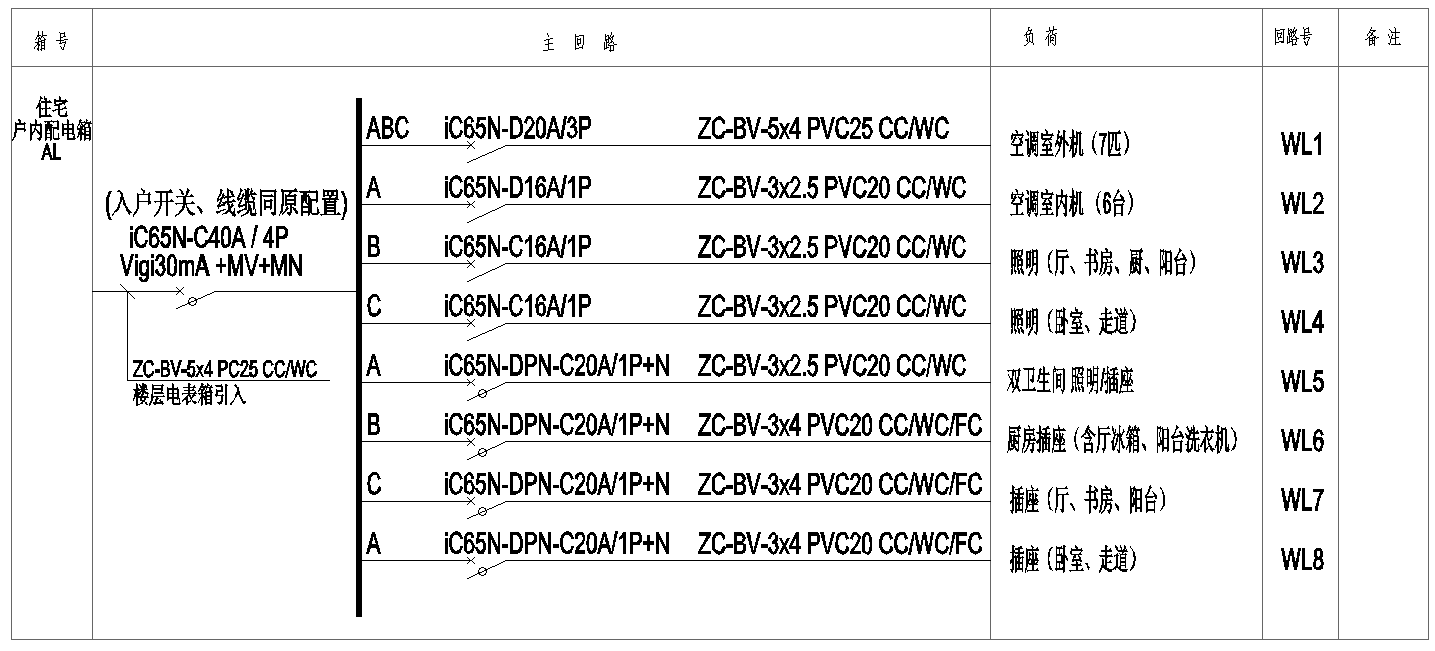 箱号 主回路 负荷 回路号 备注
住宅
户内配电箱
AL
(入户开关、线缆同原配置)
iC65N-C40A / 4P
Vigi30mA +MV+MN
ZC-BV-5x4 PC25 CC/WC
楼层电表箱引入
ABC iC65N-D20A/3P ZC-BV-5x4 PVC25 CC/WC 空调室外机 (7匹) WL1
A iC65N-D16A/1P ZC-BV-3x2.5 PVC20 CC/WC 空调室内机 (6台) WL2
B iC65N-C16A/1P ZC-BV-3x2.5 PVC20 CC/WC 照明 (厅、书房、厨、阳台) WL3
C iC65N-C16A/1P ZC-BV-3x2.5 PVC20 CC/WC 照明 (卧室、走道) WL4
A iC65N-DPN-C20A/1P+N ZC-BV-3x2.5 PVC20 CC/WC 双卫生间 照明/插座 WL5
B iC65N-DPN-C20A/1P+N ZC-BV-3x4 PVC20 CC/WC/FC 厨房插座 (含厅冰箱、阳台洗衣机) WL6
C iC65N-DPN-C20A/1P+N ZC-BV-3x4 PVC20 CC/WC/FC 插座 (厅、书房、阳台) WL7
A iC65N-DPN-C20A/1P+N ZC-BV-3x4 PVC20 CC/WC/FC 插座 (卧室、走道) WL8